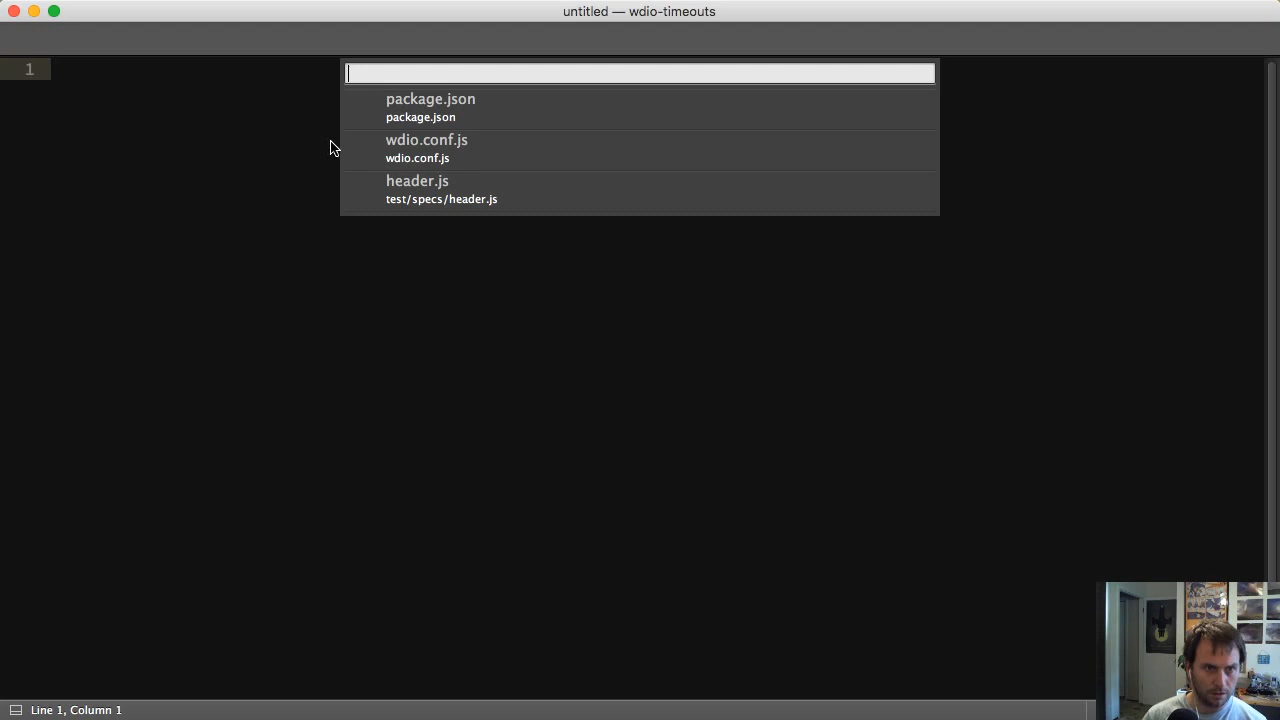 untitled — wdio-timeouts
1
package.json
package.json
wdio.conf.js
wdio.conf.js
header.js
test/specs/header.js
Line 1, Column 1